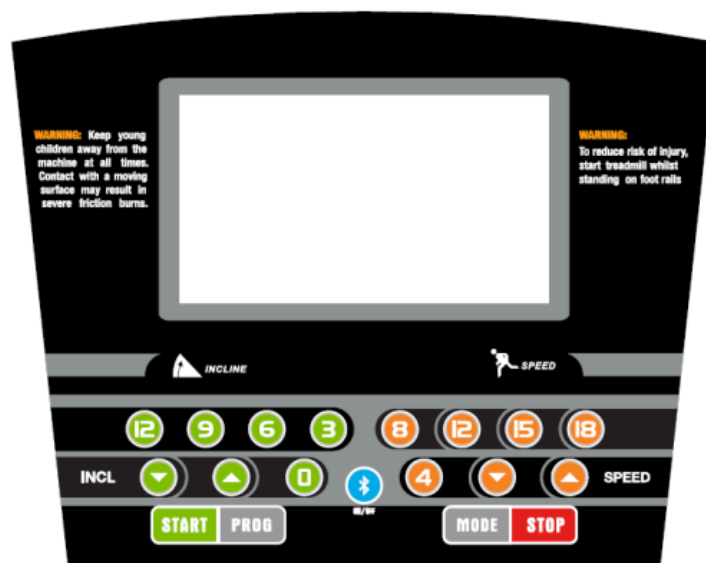 WARNING: Keep young
children away from the
machine at all times.
Contact with a moving
surface may result in
severe friction burns.
WARNING:
To reduce risk of injury,
start treadmill whilst
standing on foot rails
INCLINE
SPEED
12 9 6 3 8 12 15 18
INCL 0 4 SPEED
ON/OFF
START PROG MODE STOP